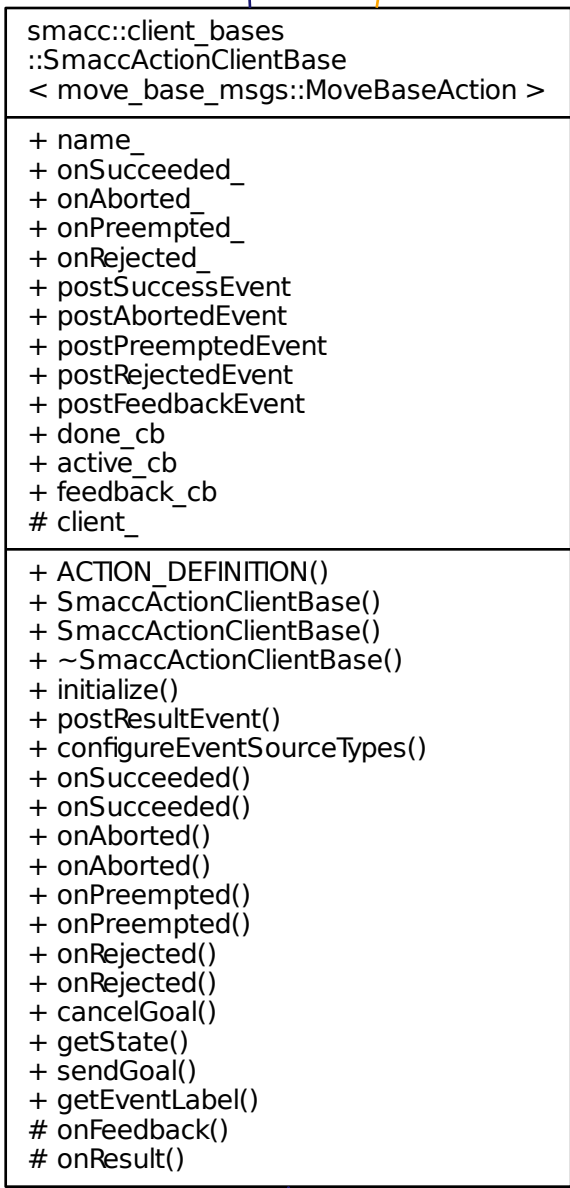 smacc::client_bases
::SmaccActionClientBase
< move_base_msgs::MoveBaseAction >
+ name_
+ onSucceeded_
+ onAborted_
+ onPreempted_
+ onRejected_
+ postSuccessEvent
+ postAbortedEvent
+ postPreemptedEvent
+ postRejectedEvent
+ postFeedbackEvent
+ done_cb
+ active_cb
+ feedback_cb
# client_
+ ACTION_DEFINITION()
+ SmaccActionClientBase()
+ SmaccActionClientBase()
+ ~SmaccActionClientBase()
+ initialize()
+ postResultEvent()
+ configureEventSourceTypes()
+ onSucceeded()
+ onSucceeded()
+ onAborted()
+ onAborted()
+ onPreempted()
+ onPreempted()
+ onRejected()
+ onRejected()
+ cancelGoal()
+ getState()
+ sendGoal()
+ getEventLabel()
# onFeedback()
# onResult()